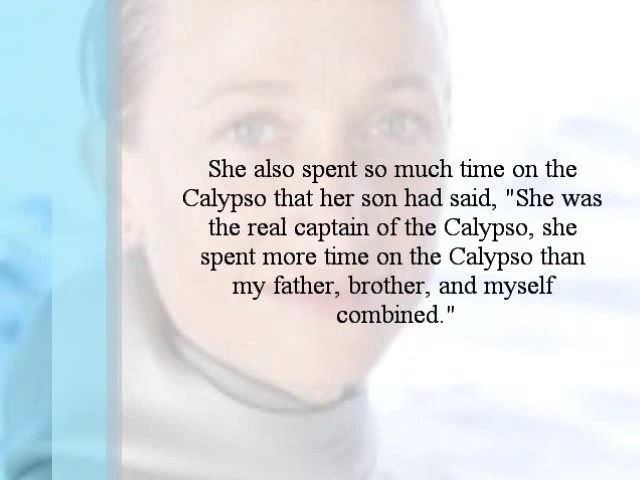 She also spent so much time on the
Calypso that her son had said, "She was
the real captain of the Calypso, she
spent more time on the Calypso than
my father, brother, and myself
combined."